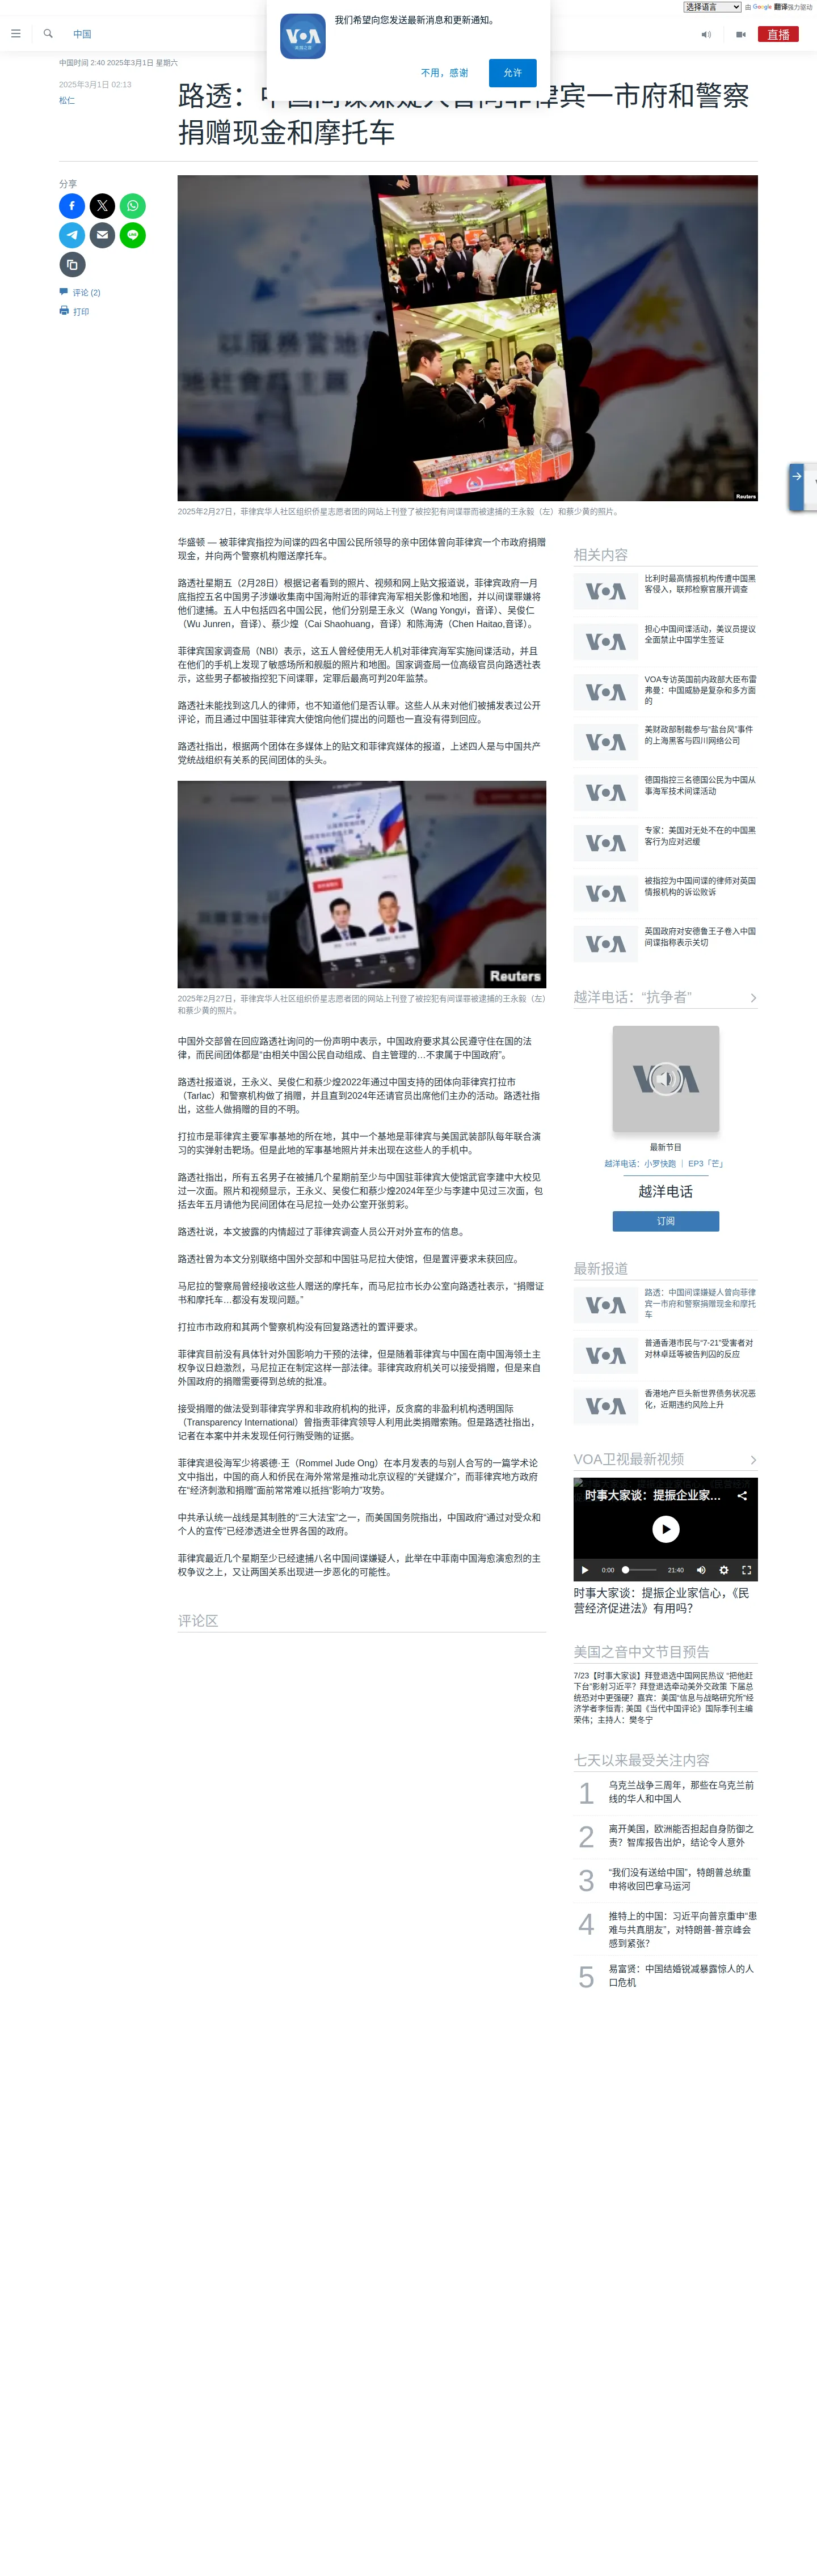 选择语言
由 Google 翻译强力驱动
我们希望向您发送最新消息和更新通知。
不用，感谢
允许
VOA
美国之音
中国
直播
中国时间 2:40 2025年3月1日 星期六
2025年3月1日 02:13
松仁
路透：中国间谍嫌疑人曾向菲律宾一市府和警察
捐赠现金和摩托车
分享
评论 (2)
打印
Reuters
2025年2月27日，菲律宾华人社区组织侨星志愿者团的网站上刊登了被控犯有间谍罪而被逮捕的王永毅（左）和蔡少黄的照片。
华盛顿 — 被菲律宾指控为间谍的四名中国公民所领导的亲中团体曾向菲律宾一个市政府捐赠
现金，并向两个警察机构赠送摩托车。
路透社星期五（2月28日）根据记者看到的照片、视频和网上贴文报道说，菲律宾政府一月
底指控五名中国男子涉嫌收集南中国海附近的菲律宾海军相关影像和地图，并以间谍罪嫌将
他们逮捕。五人中包括四名中国公民，他们分别是王永义（Wang Yongyi，音译）、吴俊仁
（Wu Junren，音译）、蔡少煌（Cai Shaohuang，音译）和陈海涛（Chen Haitao,音译）。
菲律宾国家调查局（NBI）表示，这五人曾经使用无人机对菲律宾海军实施间谍活动、并且
在他们的手机上发现了敏感场所和舰艇的照片和地图。国家调查局一位高级官员向路透社表
示，这些男子都被指控犯下间谍罪，定罪后最高可判20年监禁。
路透社未能找到这几人的律师，也不知道他们是否认罪。这些人从未对他们被捕发表过公开
评论，而且通过中国驻菲律宾大使馆向他们提出的问题也一直没有得到回应。
路透社指出，根据两个团体在多媒体上的贴文和菲律宾媒体的报道，上述四人是与中国共产
党统战组织有关系的民间团体的头头。
Reuters
2025年2月27日，菲律宾华人社区组织侨星志愿者团的网站上刊登了被控犯有间谍罪被逮捕的王永毅（左）
和蔡少黄的照片。
中国外交部曾在回应路透社询问的一份声明中表示，中国政府要求其公民遵守住在国的法
律，而民间团体都是“由相关中国公民自动组成、自主管理的…不隶属于中国政府”。
路透社报道说，王永义、吴俊仁和蔡少煌2022年通过中国支持的团体向菲律宾打拉市
（Tarlac）和警察机构做了捐赠，并且直到2024年还请官员出席他们主办的活动。路透社指
出，这些人做捐赠的目的不明。
打拉市是菲律宾主要军事基地的所在地，其中一个基地是菲律宾与美国武装部队每年联合演
习的实弹射击靶场。但是此地的军事基地照片并未出现在这些人的手机中。
路透社指出，所有五名男子在被捕几个星期前至少与中国驻菲律宾大使馆武官李建中大校见
过一次面。照片和视频显示，王永义、吴俊仁和蔡少煌2024年至少与李建中见过三次面，包
括去年五月请他为民间团体在马尼拉一处办公室开张剪彩。
路透社说，本文披露的内情超过了菲律宾调查人员公开对外宣布的信息。
路透社曾为本文分别联络中国外交部和中国驻马尼拉大使馆，但是置评要求未获回应。
马尼拉的警察局曾经接收这些人赠送的摩托车，而马尼拉市长办公室向路透社表示，“捐赠证
书和摩托车…都没有发现问题。”
打拉市市政府和其两个警察机构没有回复路透社的置评要求。
菲律宾目前没有具体针对外国影响力干预的法律，但是随着菲律宾与中国在南中国海领土主
权争议日趋激烈，马尼拉正在制定这样一部法律。菲律宾政府机关可以接受捐赠，但是来自
外国政府的捐赠需要得到总统的批准。
接受捐赠的做法受到菲律宾学界和非政府机构的批评，反贪腐的非盈利机构透明国际
（Transparency International）曾指责菲律宾领导人利用此类捐赠索贿。但是路透社指出，
记者在本案中并未发现任何行贿受贿的证据。
菲律宾退役海军少将裘德·王（Rommel Jude Ong）在本月发表的与别人合写的一篇学术论
文中指出，中国的商人和侨民在海外常常是推动北京议程的“关键媒介”，而菲律宾地方政府
在“经济刺激和捐赠”面前常常难以抵挡“影响力”攻势。
中共承认统一战线是其制胜的“三大法宝”之一，而美国国务院指出，中国政府“通过对受众和
个人的宣传”已经渗透进全世界各国的政府。
菲律宾最近几个星期至少已经逮捕八名中国间谍嫌疑人，此举在中菲南中国海愈演愈烈的主
权争议之上，又让两国关系出现进一步恶化的可能性。
评论区
相关内容
VOA
比利时最高情报机构传遭中国黑
客侵入，联邦检察官展开调查
VOA
担心中国间谍活动，美议员提议
全面禁止中国学生签证
VOA
VOA专访英国前内政部大臣布雷
弗曼：中国威胁是复杂和多方面
的
VOA
美财政部制裁参与“盐台风”事件
的上海黑客与四川网络公司
VOA
德国指控三名德国公民为中国从
事海军技术间谍活动
VOA
专家：美国对无处不在的中国黑
客行为应对迟缓
VOA
被指控为中国间谍的律师对英国
情报机构的诉讼败诉
VOA
英国政府对安德鲁王子卷入中国
间谍指称表示关切
越洋电话：“抗争者”
VOA
最新节目
越洋电话：小罗快跑 ｜ EP3「芒」
越洋电话
订阅
最新报道
VOA
路透：中国间谍嫌疑人曾向菲律
宾一市府和警察捐赠现金和摩托
车
VOA
普通香港市民与“7-21”受害者对
对林卓廷等被告判囚的反应
VOA
香港地产巨头新世界债务状况恶
化，近期违约风险上升
VOA卫视最新视频
时事大家谈：提振企业家…
0:00
21:40
时事大家谈：提振企业家信心，《民
营经济促进法》有用吗？
美国之音中文节目预告
7/23【时事大家谈】拜登退选中国网民热议 “把他赶
下台”影射习近平？拜登退选牵动美外交政策 下届总
统恐对中更强硬？嘉宾：美国“信息与战略研究所”经
济学者李恒青; 美国《当代中国评论》国际季刊主编
荣伟；主持人：樊冬宁
七天以来最受关注内容
1
乌克兰战争三周年，那些在乌克兰前
线的华人和中国人
2
离开美国，欧洲能否担起自身防御之
责？智库报告出炉，结论令人意外
3
“我们没有送给中国”，特朗普总统重
申将收回巴拿马运河
4
推特上的中国：习近平向普京重申“患
难与共真朋友”，对特朗普-普京峰会
感到紧张？
5
易富贤：中国结婚锐减暴露惊人的人
口危机